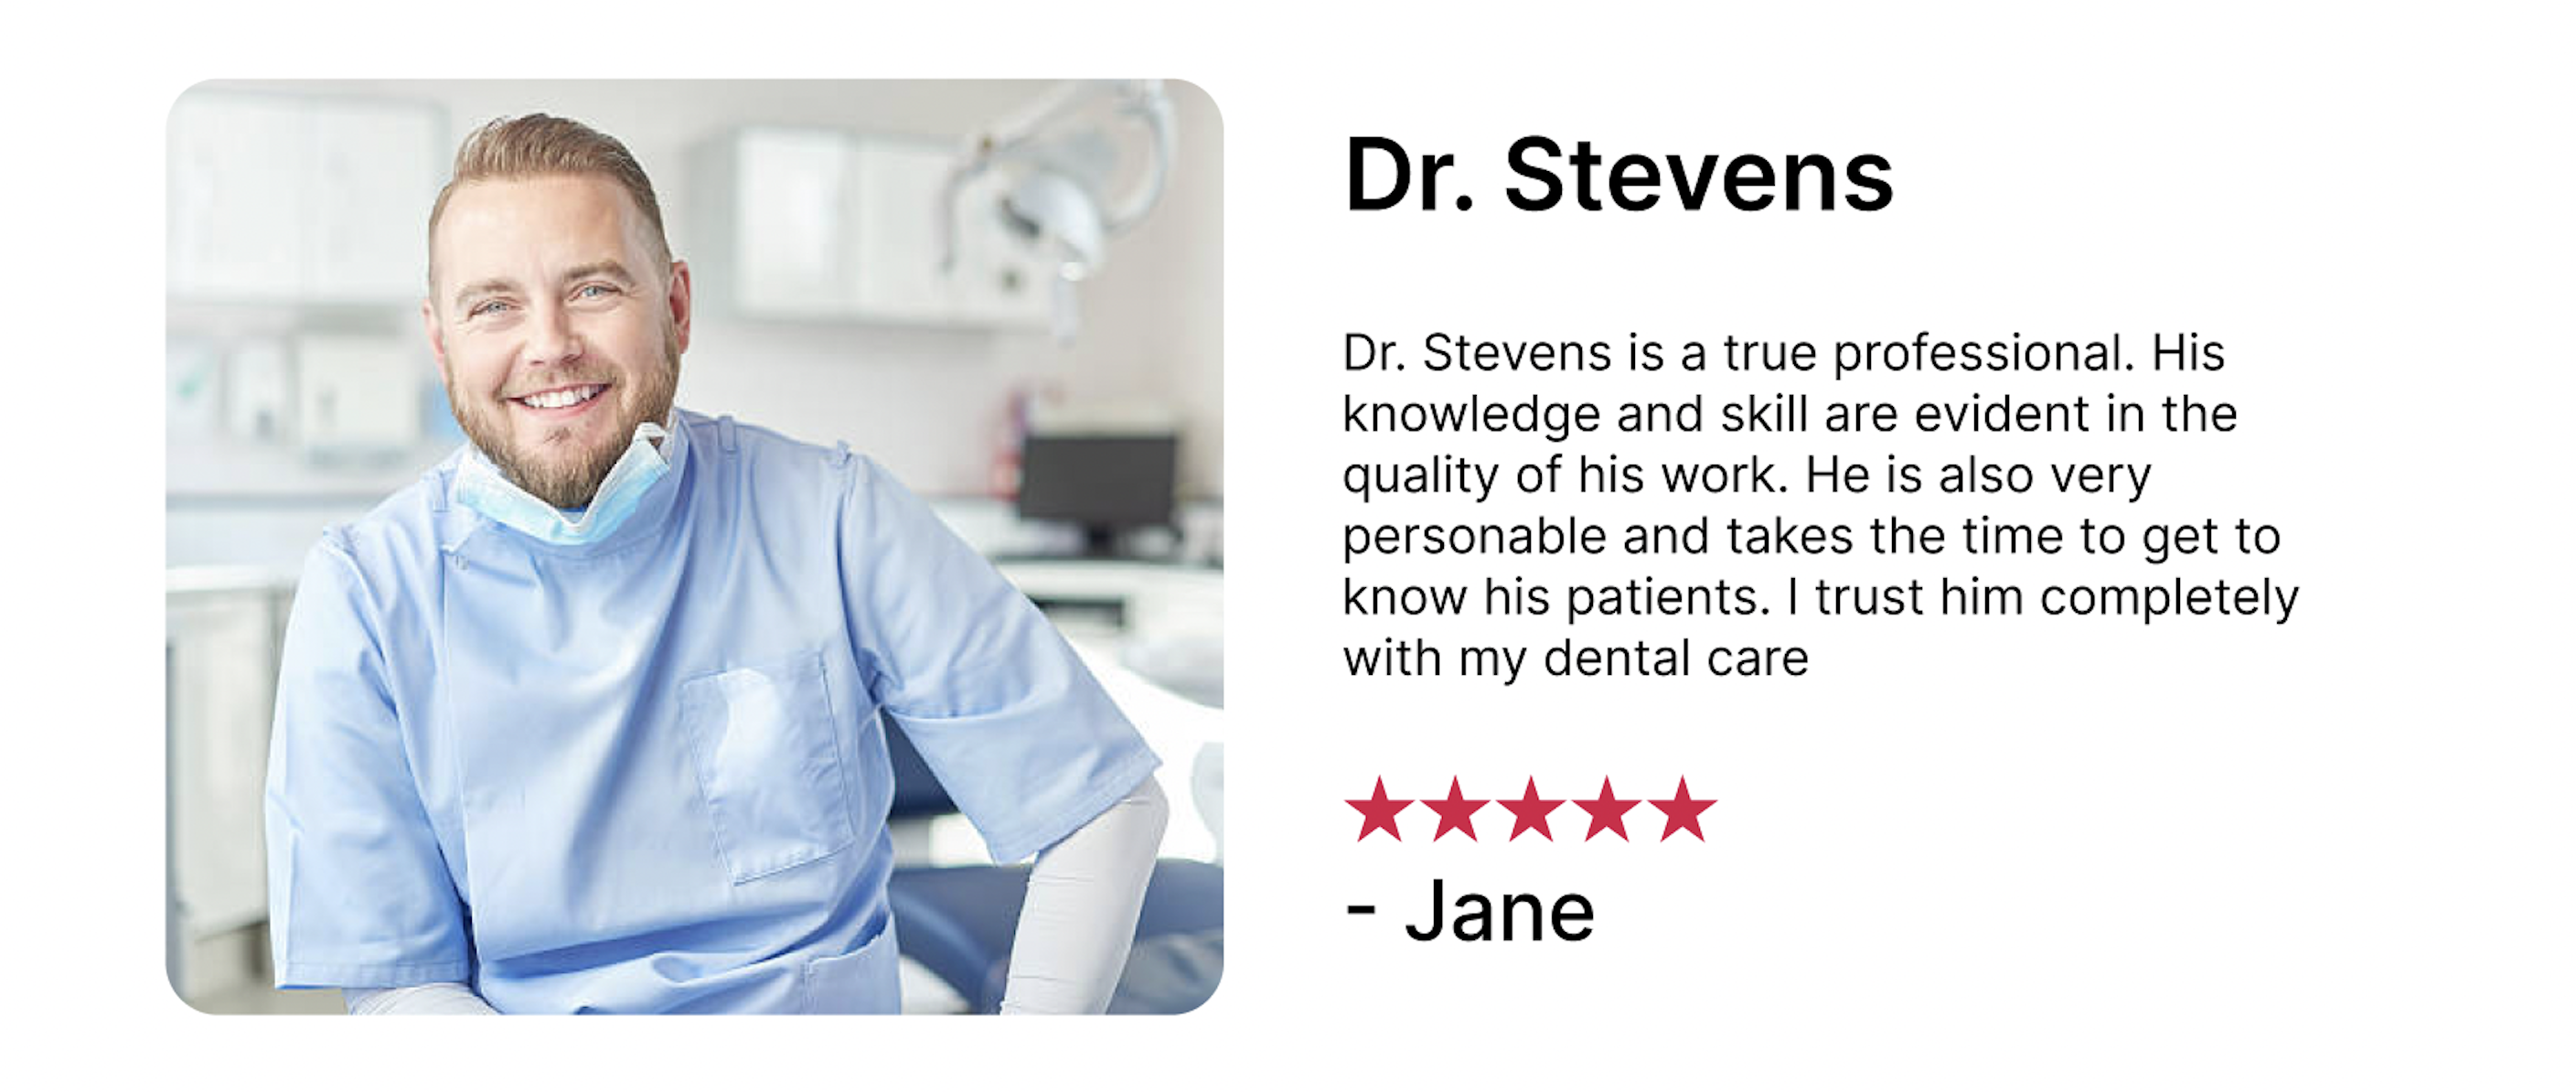 Dr. Stevens
Dr. Stevens is a true professional. His
knowledge and skill are evident in the
quality of his work. He is also very
personable and takes the time to get to
know his patients. I trust him completely
with my dental care
★★★★★
- Jane